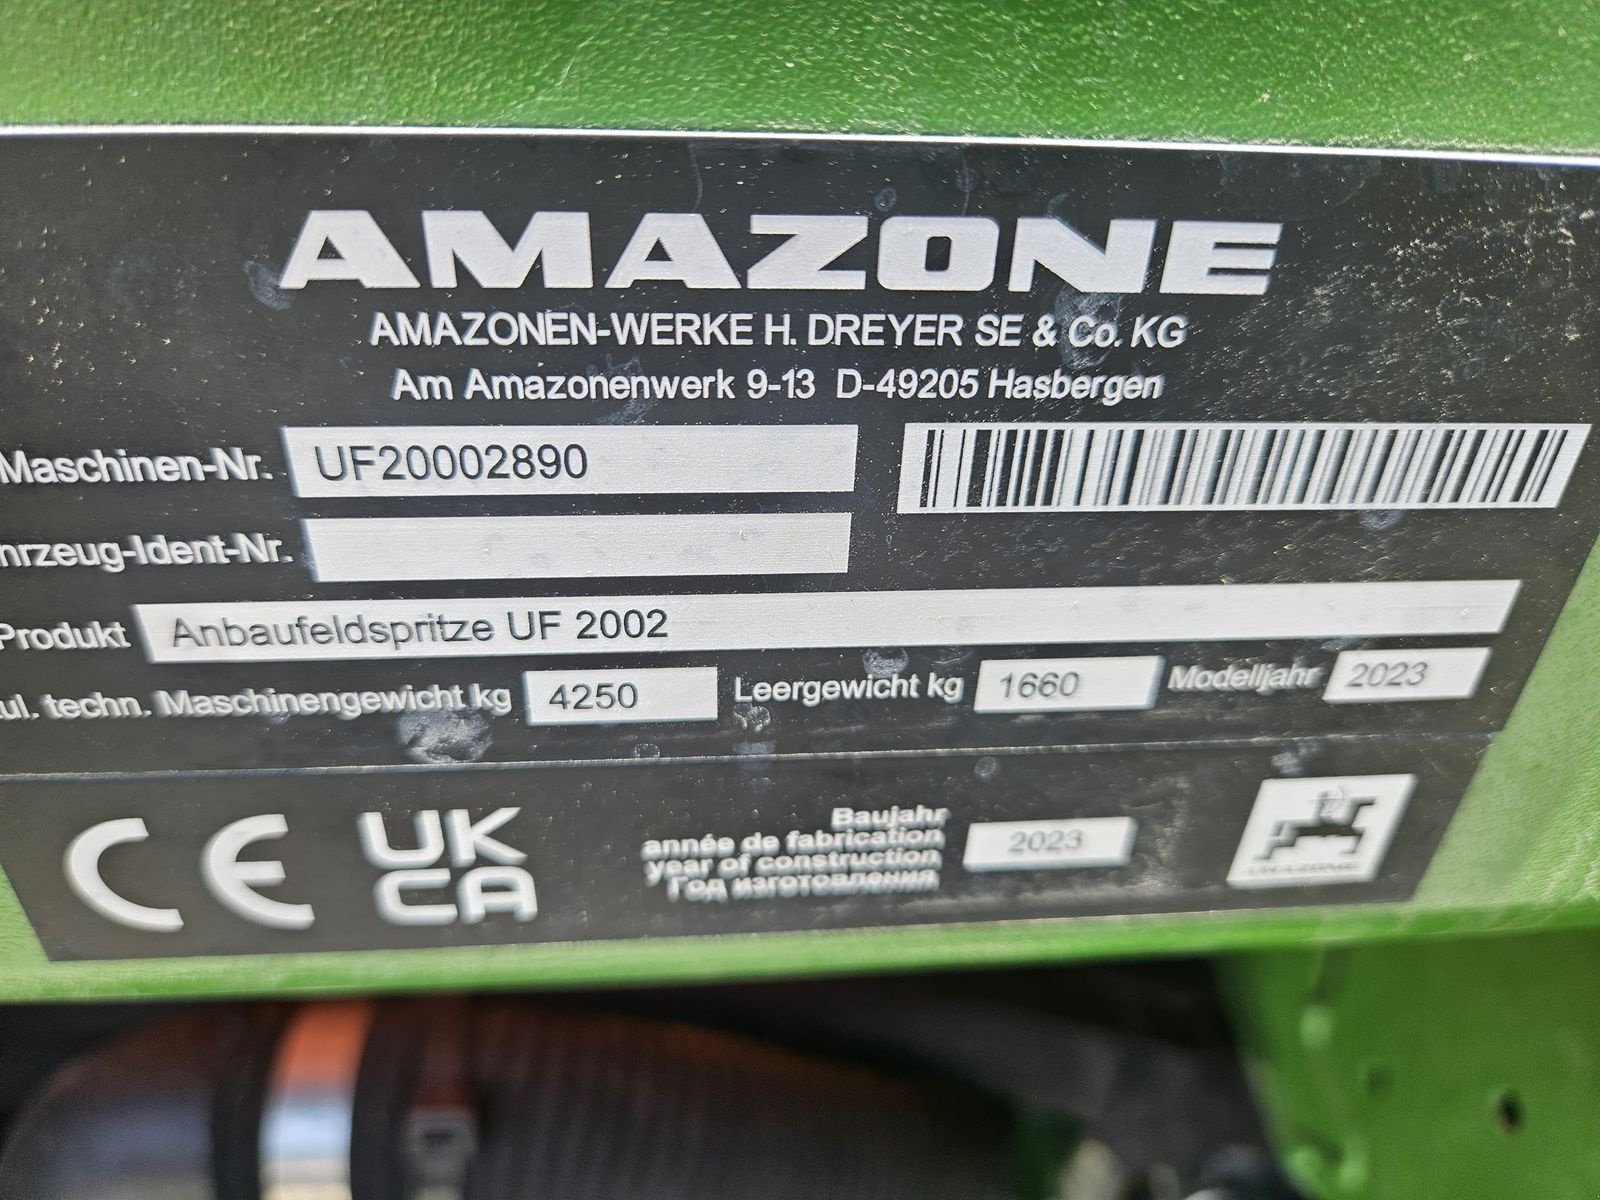 AMAZONE
AMAZONEN-WERKE H. DREYER SE & Co. KG
Am Amazonenwerk 9-13 D-49205 Hasbergen
Maschinen-Nr. UF20002890
hrzeug-Ident-Nr.
Produkt Anbaufeldspritze UF 2002
ul. techn. Maschinengewicht kg 4250 Leergewicht kg 1660 Modelljahr 2023
CE
UK
CA
Baujahr
année de fabrication
year of construction
Год изготовления
2023
AMAZONE